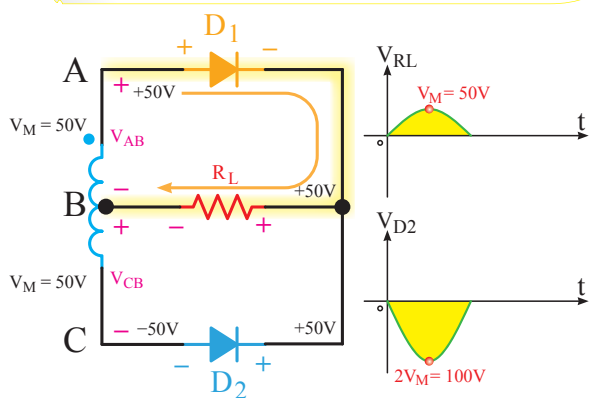 D1
+ −
A
+ +50V
VM = 50V
VAB
RL
− +50V
B
+ − +
VM = 50V
VCB
− −50V +50V
C
− +
D2
VRL
VM = 50V
t
o
VD2
t
o
2VM = 100V